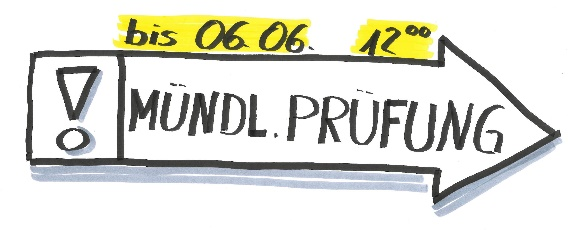 bis 06.06. 12⁰⁰
! MÜNDL. PRÜFUNG